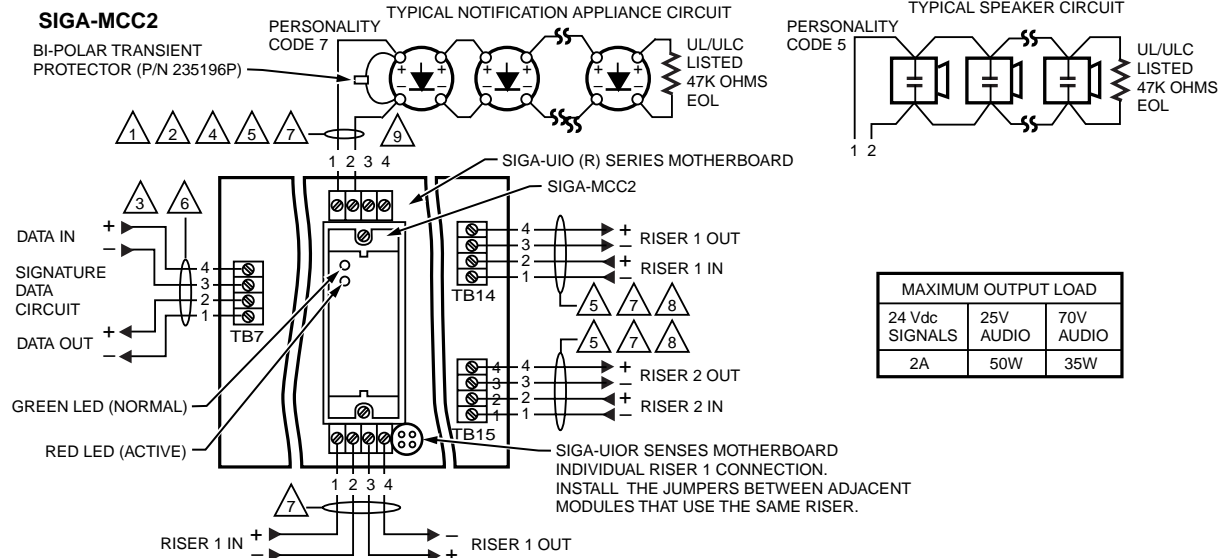 SIGA-MCC2
BI-POLAR TRANSIENT
PROTECTOR (P/N 235196P)
PERSONALITY
CODE 7
TYPICAL NOTIFICATION APPLIANCE CIRCUIT
+ + +
− − −
UL/ULC
LISTED
47K OHMS
EOL
TYPICAL SPEAKER CIRCUIT
PERSONALITY
CODE 5
UL/ULC
LISTED
47K OHMS
EOL
1 2
1 2 4 5 7
9
1 2 3 4
SIGA-UIO (R) SERIES MOTHERBOARD
SIGA-MCC2
3 6
DATA IN
+
−
SIGNATURE
DATA
CIRCUIT
DATA OUT
+
−
4
3
2
1
TB7
GREEN LED (NORMAL)
RED LED (ACTIVE)
4 + RISER 1 OUT
3 −
2 + RISER 1 IN
1 −
TB14
5 7 8
5 7 8
4 4 + RISER 2 OUT
3 3 −
2 2 + RISER 2 IN
1 1 −
TB15
SIGA-UIOR SENSES MOTHERBOARD
INDIVIDUAL RISER 1 CONNECTION.
INSTALL THE JUMPERS BETWEEN ADJACENT
MODULES THAT USE THE SAME RISER.
MAXIMUM OUTPUT LOAD
24 Vdc SIGNALS 25V AUDIO 70V AUDIO
2A 50W 35W
1 2 3 4
7
RISER 1 IN + −
− + RISER 1 OUT